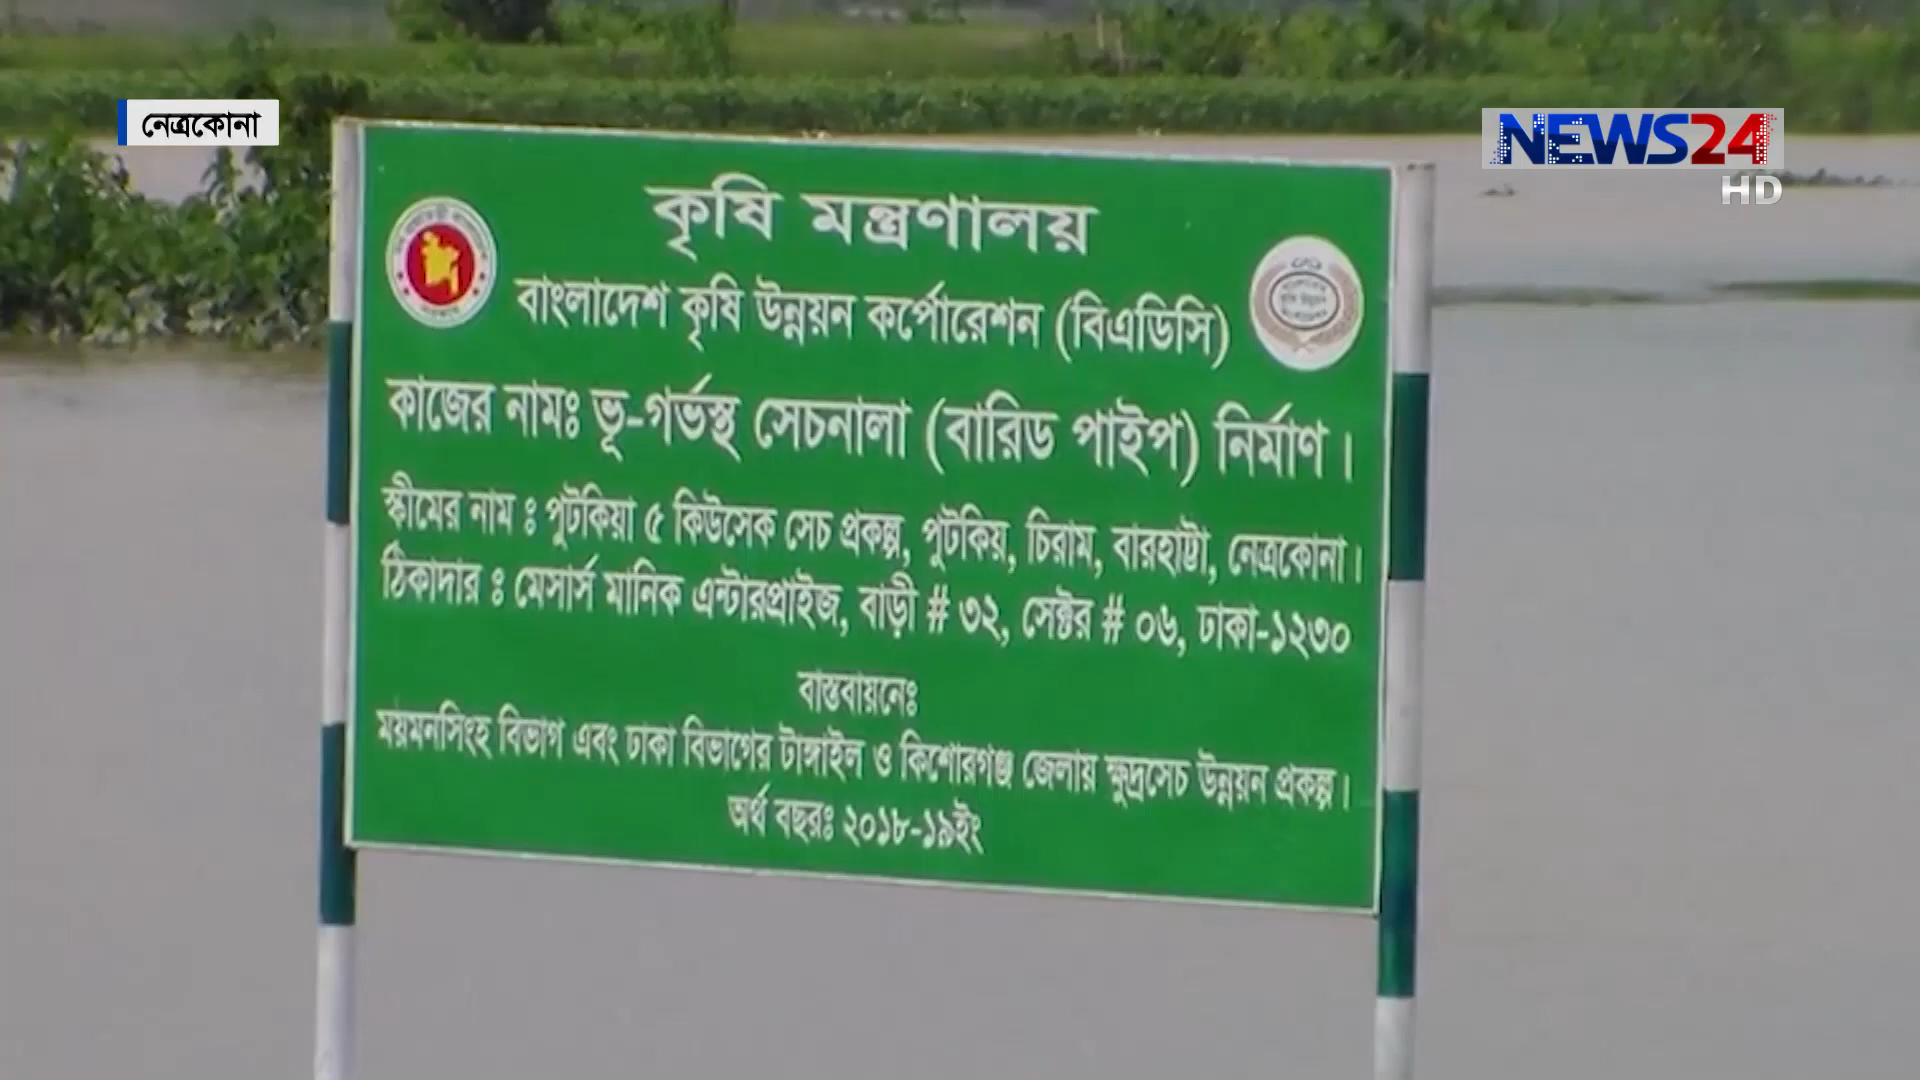 নেত্রকোনা
NEWS24
HD
কৃষি মন্ত্রণালয়
বাংলাদেশ কৃষি উন্নয়ন কর্পোরেশন (বিএডিসি)
কাজের নামঃ ভূ-গর্ভস্থ সেচনালা (বারিড পাইপ) নির্মাণ।
স্কীমের নাম ঃ পুটকিয়া ৫ কিউসেক সেচ প্রকল্প, পুটকিয়, চিরাম, বারহাট্টা, নেত্রকোনা।
ঠিকাদার ঃ মেসার্স মানিক এন্টারপ্রাইজ, বাড়ী # ৩২, সেক্টর # ০৬, ঢাকা-১২৩০
বাস্তবায়নেঃ
ময়মনসিংহ বিভাগ এবং ঢাকা বিভাগের টাঙ্গাইল ও কিশোরগঞ্জ জেলায় ক্ষুদ্রসেচ উন্নয়ন প্রকল্প।
অর্থ বছরঃ ২০১৮-১৯ইং